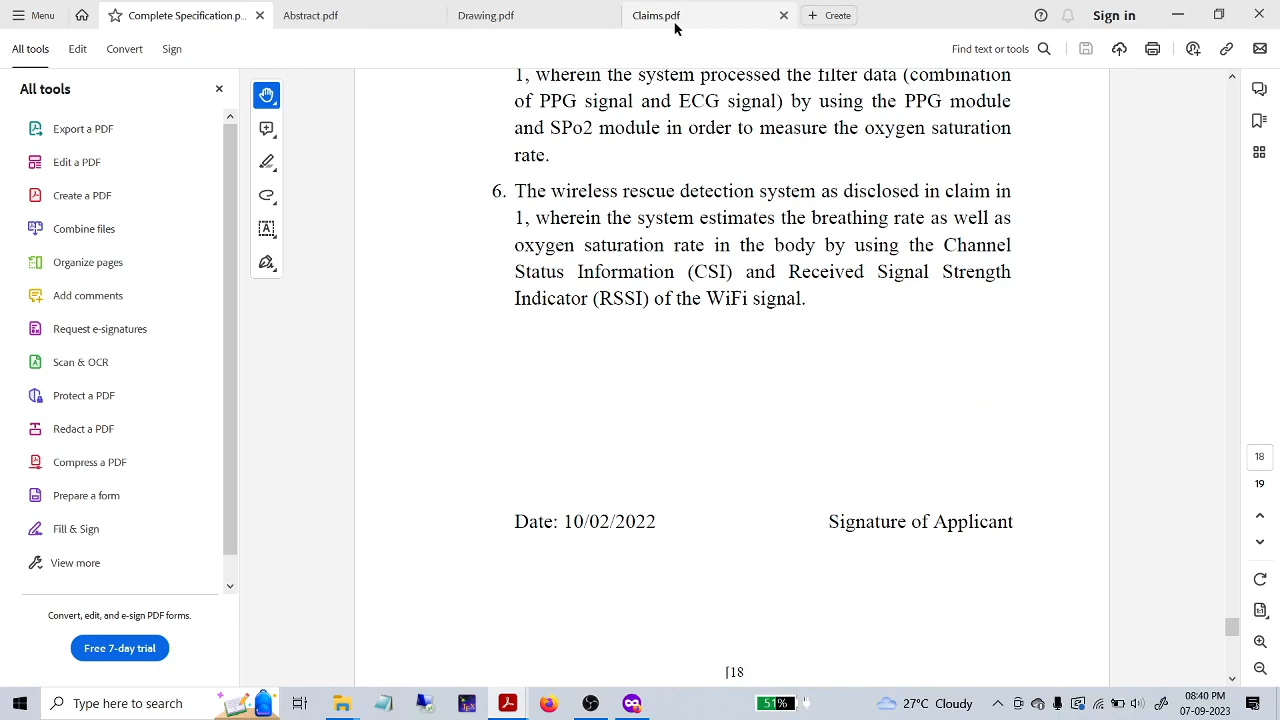 Menu
Complete Specification.p...
Abstract.pdf
Drawing.pdf
Claims.pdf
Create
Sign in
All tools
Edit
Convert
Sign
Find text or tools
All tools
Export a PDF
Edit a PDF
Create a PDF
Combine files
Organize pages
Add comments
Request e-signatures
Scan & OCR
Protect a PDF
Redact a PDF
Compress a PDF
Prepare a form
Fill & Sign
View more
Convert, edit, and e-sign PDF forms.
Free 7-day trial
1, wherein the system processed the filter data (combination
of PPG signal and ECG signal) by using the PPG module
and SPo2 module in order to measure the oxygen saturation
rate.
6. The wireless rescue detection system as disclosed in claim in
1, wherein the system estimates the breathing rate as well as
oxygen saturation rate in the body by using the Channel
Status Information (CSI) and Received Signal Strength
Indicator (RSSI) of the WiFi signal.
Date: 10/02/2022 Signature of Applicant
[18
18
19
Type here to search
51%
27°C Cloudy
08:40 PM
07-09-2023